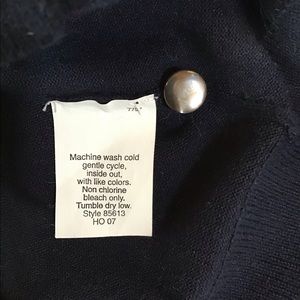 Machine wash cold
gentle cycle,
inside out,
with like colors.
Non chlorine
bleach only.
Tumble dry low.
Style 85613
HO 07